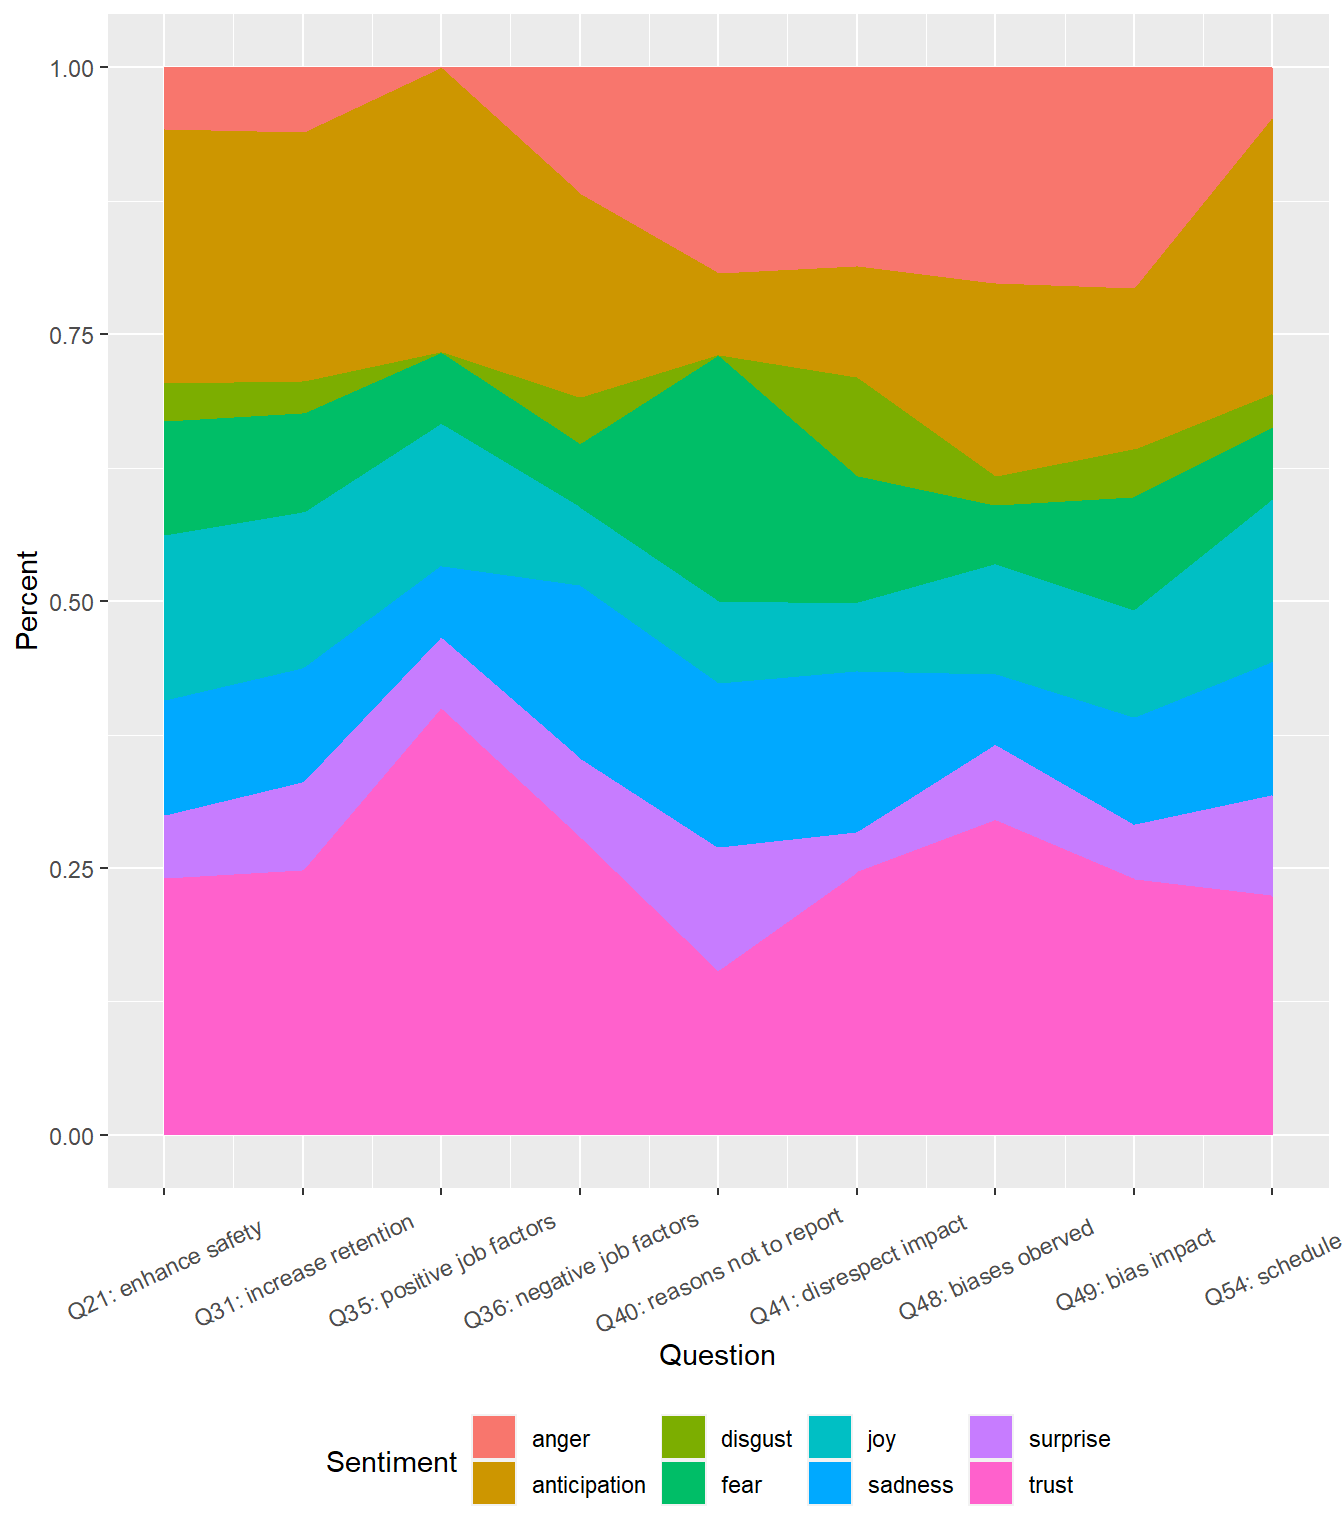 1.00
0.75
0.50
0.25
0.00
Percent
Q21: enhance safety
Q31: increase retention
Q35: positive job factors
Q36: negative job factors
Q40: reasons not to report
Q41: disrespect impact
Q48: biases oberved
Q49: bias impact
Q54: schedule
Question
Sentiment
anger
anticipation
disgust
fear
joy
sadness
surprise
trust